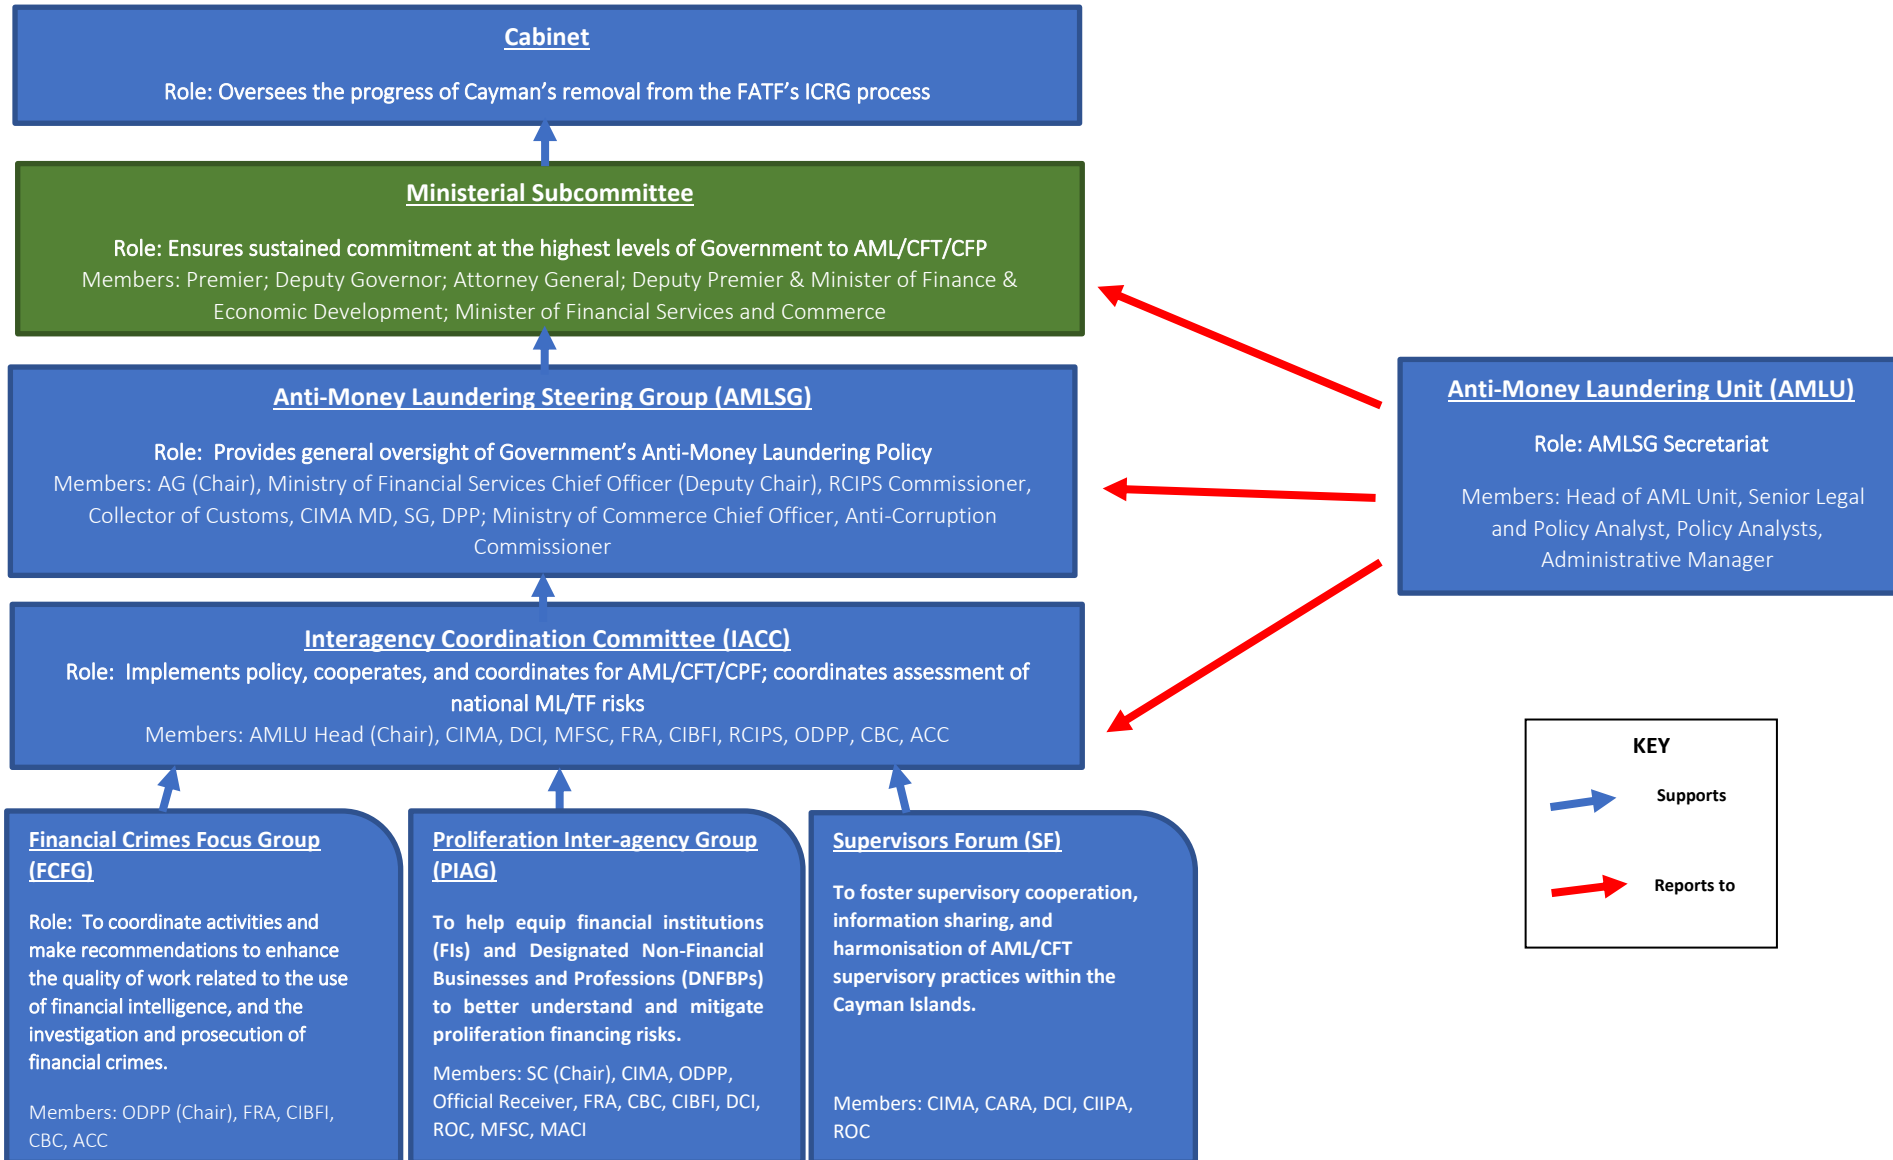 Cabinet
Role: Oversees the progress of Cayman's removal from the FATF's ICRG process
Ministerial Subcommittee
Role: Ensures sustained commitment at the highest levels of Government to AML/CFT/CFP
Members: Premier; Deputy Governor; Attorney General; Deputy Premier & Minister of Finance &
Economic Development; Minister of Financial Services and Commerce
Anti-Money Laundering Steering Group (AMLSG)
Role:  Provides general oversight of Government's Anti-Money Laundering Policy
Members: AG (Chair), Ministry of Financial Services Chief Officer (Deputy Chair), RCIPS Commissioner,
Collector of Customs, CIMA MD, SG, DPP; Ministry of Commerce Chief Officer, Anti-Corruption
Commissioner
Anti-Money Laundering Unit (AMLU)
Role: AMLSG Secretariat
Members: Head of AML Unit, Senior Legal
and Policy Analyst, Policy Analysts,
Administrative Manager
Interagency Coordination Committee (IACC)
Role:  Implements policy, cooperates, and coordinates for AML/CFT/CPF; coordinates assessment of
national ML/TF risks
Members: AMLU Head (Chair), CIMA, DCI, MFSC, FRA, CIBFI, RCIPS, ODPP, CBC, ACC
Financial Crimes Focus Group
(FCFG)
Role:  To coordinate activities and
make recommendations to enhance
the quality of work related to the use
of financial intelligence, and the
investigation and prosecution of
financial crimes.
Members: ODPP (Chair), FRA, CIBFI,
CBC, ACC
Proliferation Inter-agency Group
(PIAG)
To help equip financial institutions
(FIs) and Designated Non-Financial
Businesses and Professions (DNFBPs)
to better understand and mitigate
proliferation financing risks.
Members: SC (Chair), CIMA, ODPP,
Official Receiver, FRA, CBC, CIBFI, DCI,
ROC, MFSC, MACI
Supervisors Forum (SF)
To foster supervisory cooperation,
information sharing, and
harmonisation of AML/CFT
supervisory practices within the
Cayman Islands.
Members: CIMA, CARA, DCI, CIIPA,
ROC
KEY
Supports
Reports to